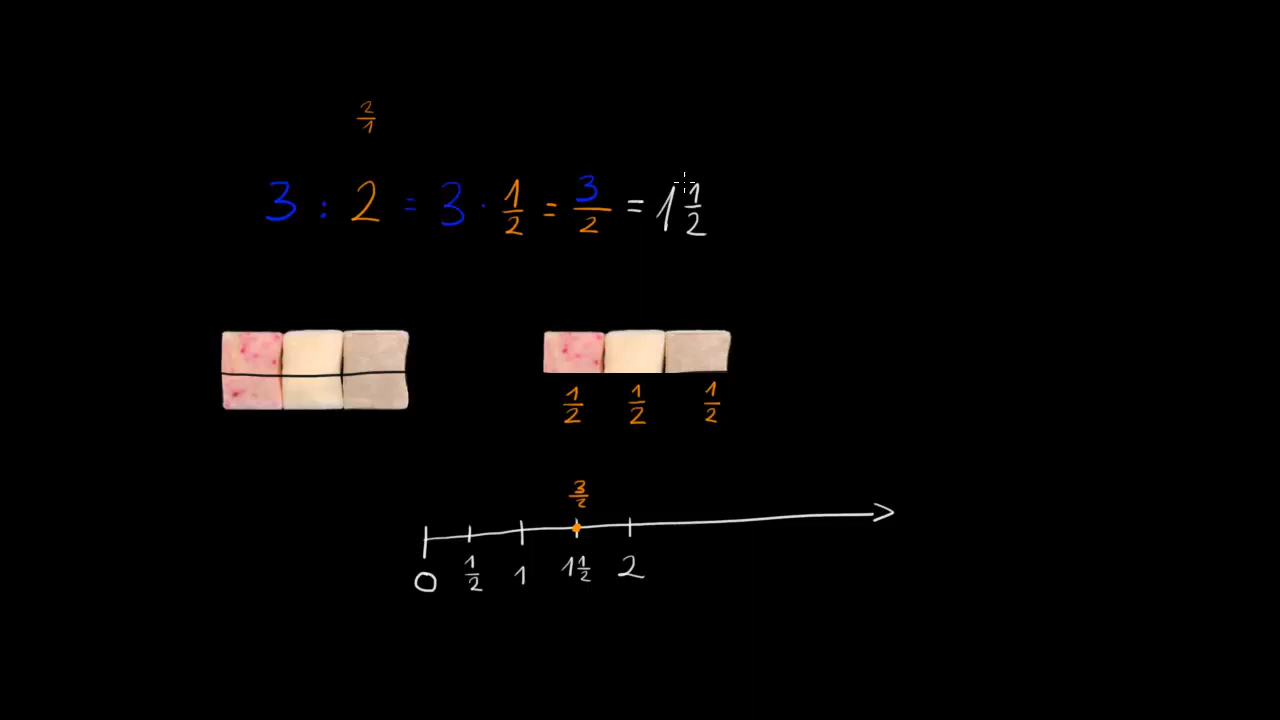 2/1
3 : 2 = 3 · 1/2 = 3/2 = 1 1/2
1/2 1/2 1/2
3/2
0 1/2 1 1 1/2 2